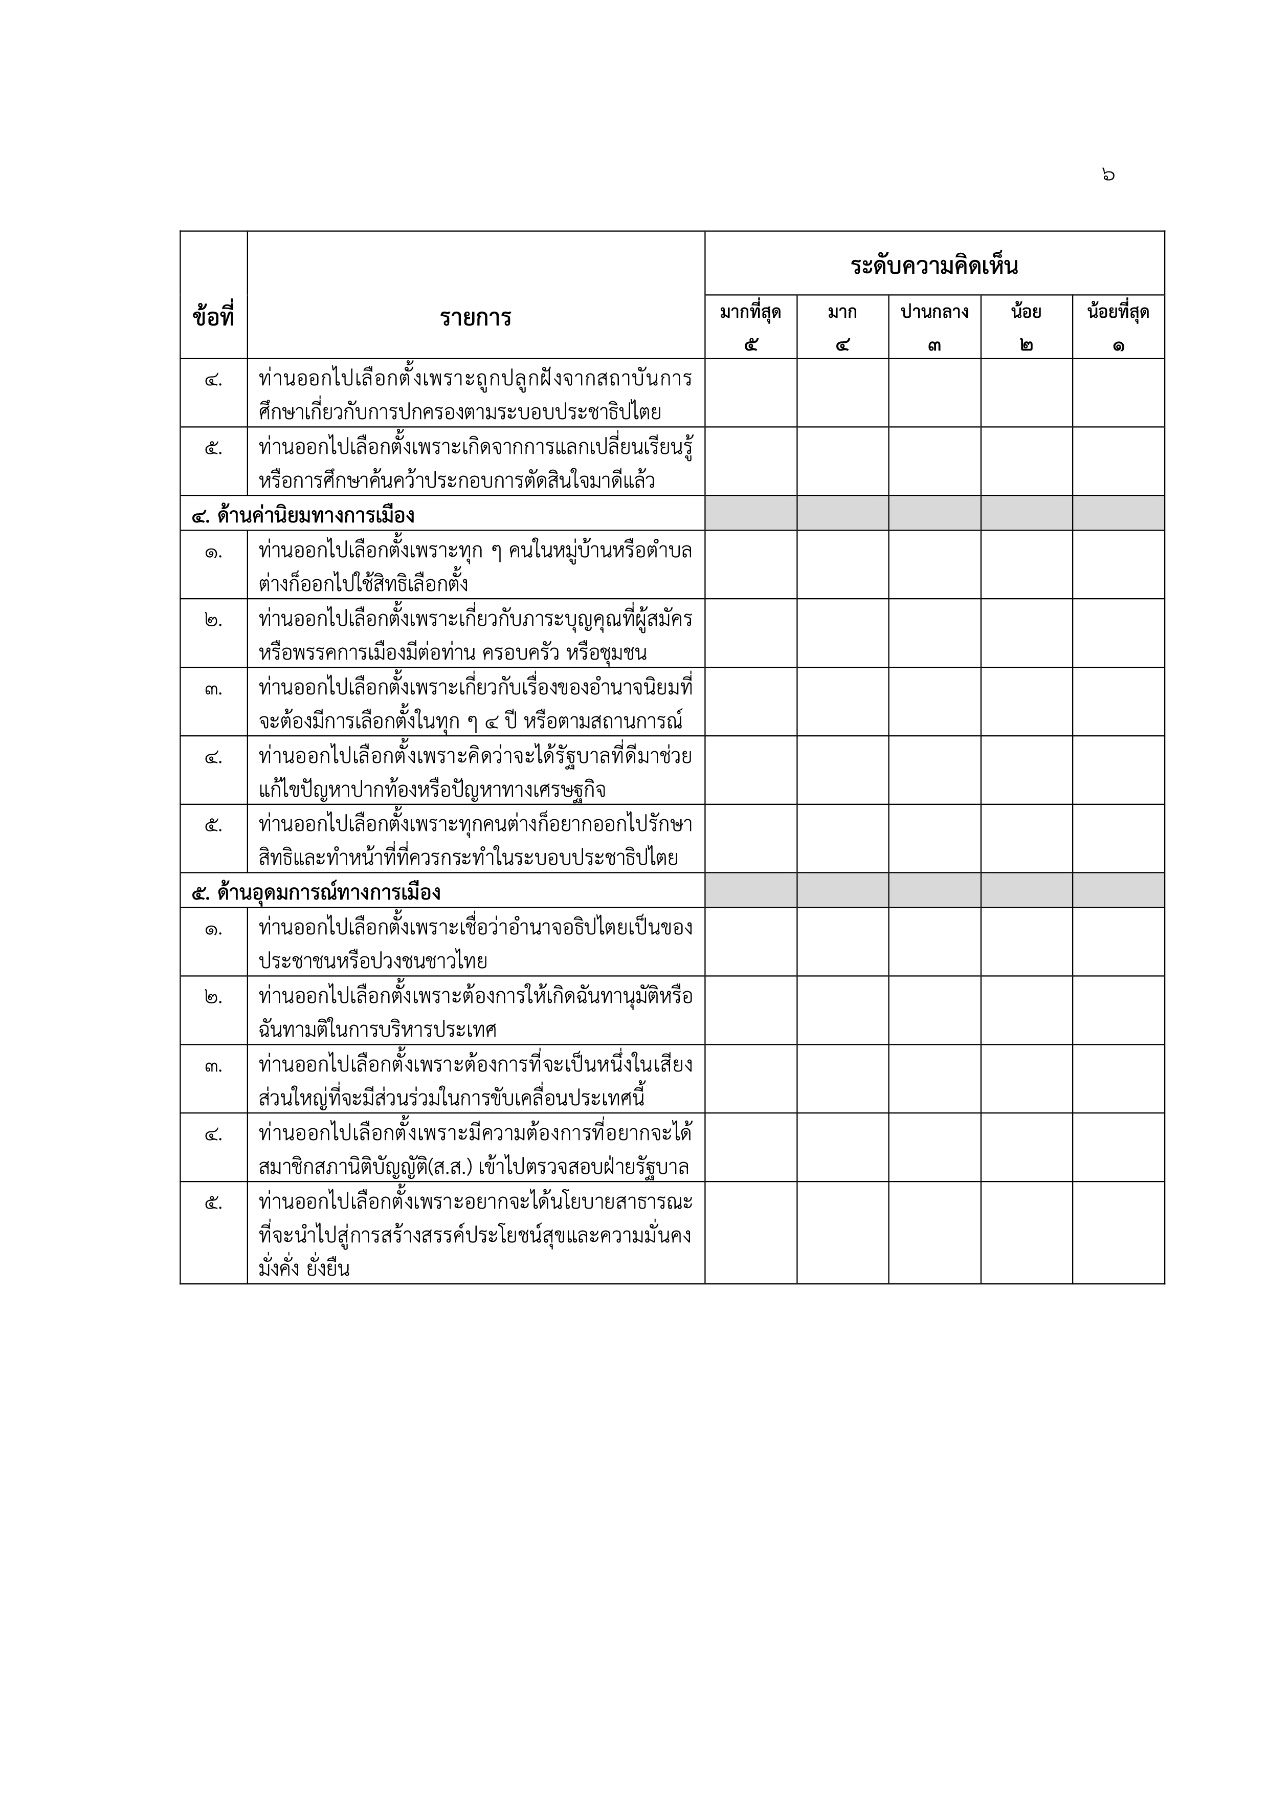 ๖
ข้อที่
รายการ
ระดับความคิดเห็น
มากที่สุด
๕
มาก
๔
ปานกลาง
๓
น้อย
๒
น้อยที่สุด
๑
๔.
ท่านออกไปเลือกตั้งเพราะถูกปลูกฝังจากสถาบันการ
ศึกษาเกี่ยวกับการปกครองตามระบอบประชาธิปไตย
๕.
ท่านออกไปเลือกตั้งเพราะเกิดจากการแลกเปลี่ยนเรียนรู้
หรือการศึกษาค้นคว้าประกอบการตัดสินใจมาดีแล้ว
๔. ด้านค่านิยมทางการเมือง
๑.
ท่านออกไปเลือกตั้งเพราะทุก ๆ คนในหมู่บ้านหรือตำบล
ต่างก็ออกไปใช้สิทธิเลือกตั้ง
๒.
ท่านออกไปเลือกตั้งเพราะเกี่ยวกับภาระบุญคุณที่ผู้สมัคร
หรือพรรคการเมืองมีต่อท่าน ครอบครัว หรือชุมชน
๓.
ท่านออกไปเลือกตั้งเพราะเกี่ยวกับเรื่องของอำนาจนิยมที่
จะต้องมีการเลือกตั้งในทุก ๆ ๔ ปี หรือตามสถานการณ์
๔.
ท่านออกไปเลือกตั้งเพราะคิดว่าจะได้รัฐบาลที่ดีมาช่วย
แก้ไขปัญหาปากท้องหรือปัญหาทางเศรษฐกิจ
๕.
ท่านออกไปเลือกตั้งเพราะทุกคนต่างก็อยากออกไปรักษา
สิทธิและทำหน้าที่ที่ควรกระทำในระบอบประชาธิปไตย
๕. ด้านอุดมการณ์ทางการเมือง
๑.
ท่านออกไปเลือกตั้งเพราะเชื่อว่าอำนาจอธิปไตยเป็นของ
ประชาชนหรือปวงชนชาวไทย
๒.
ท่านออกไปเลือกตั้งเพราะต้องการให้เกิดฉันทานุมัติหรือ
ฉันทามติในการบริหารประเทศ
๓.
ท่านออกไปเลือกตั้งเพราะต้องการที่จะเป็นหนึ่งในเสียง
ส่วนใหญ่ที่จะมีส่วนร่วมในการขับเคลื่อนประเทศนี้
๔.
ท่านออกไปเลือกตั้งเพราะมีความต้องการที่อยากจะได้
สมาชิกสภานิติบัญญัติ(ส.ส.) เข้าไปตรวจสอบฝ่ายรัฐบาล
๕.
ท่านออกไปเลือกตั้งเพราะอยากจะได้นโยบายสาธารณะ
ที่จะนำไปสู่การสร้างสรรค์ประโยชน์สุขและความมั่นคง
มั่งคั่ง ยั่งยืน